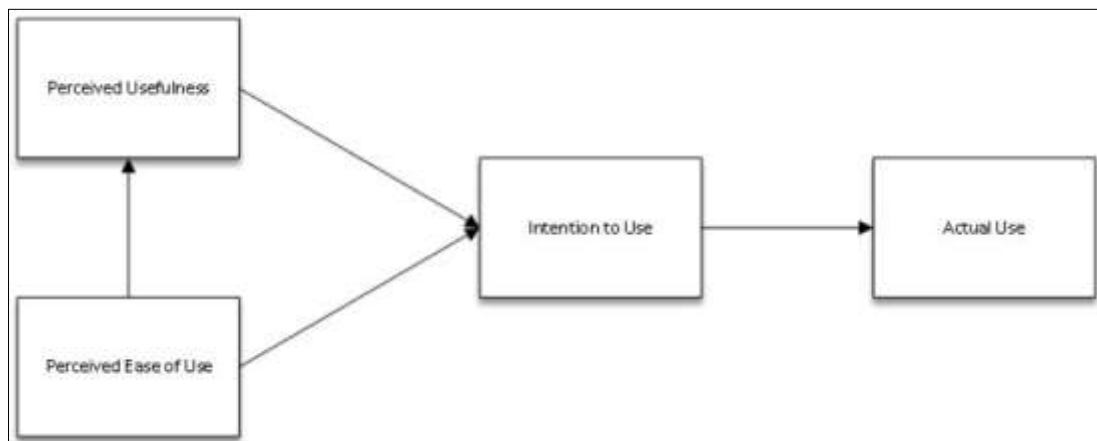 Perceived Usefulness
Intention to Use
Actual Use
Perceived Ease of Use